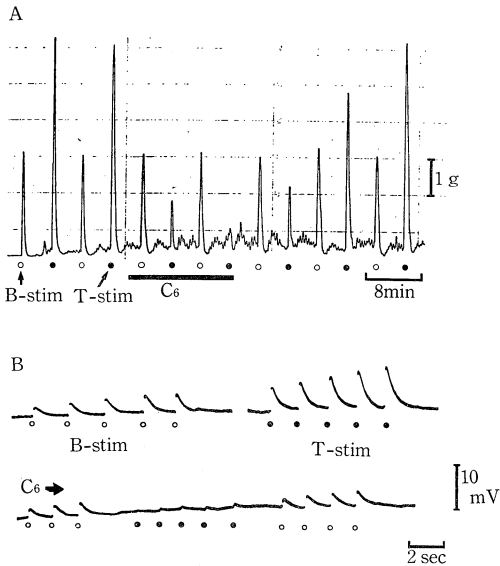 A
1 g
B-stim T-stim
C₆
8min
B
B-stim
T-stim
C₆
10
mV
2 sec